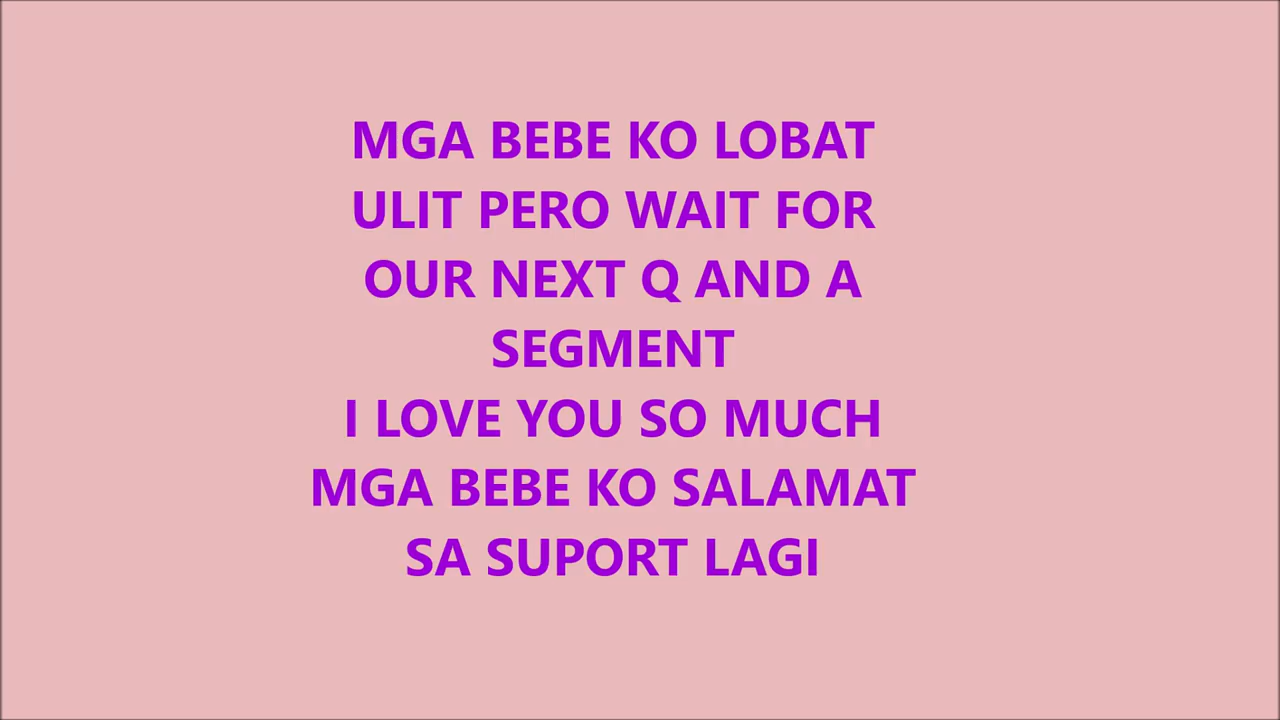 MGA BEBE KO LOBAT
ULIT PERO WAIT FOR
OUR NEXT Q AND A
SEGMENT
I LOVE YOU SO MUCH
MGA BEBE KO SALAMAT
SA SUPORT LAGI